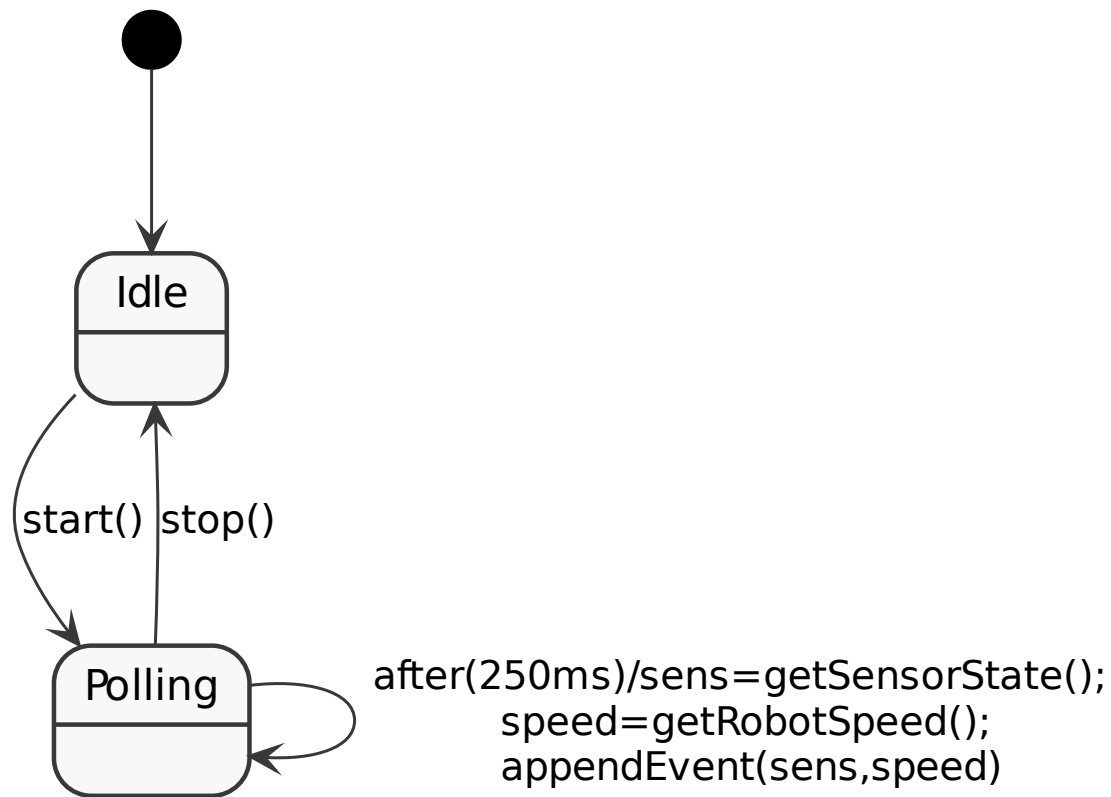 Idle
start()
stop()
Polling
after(250ms)/sens=getSensorState();
speed=getRobotSpeed();
appendEvent(sens,speed)